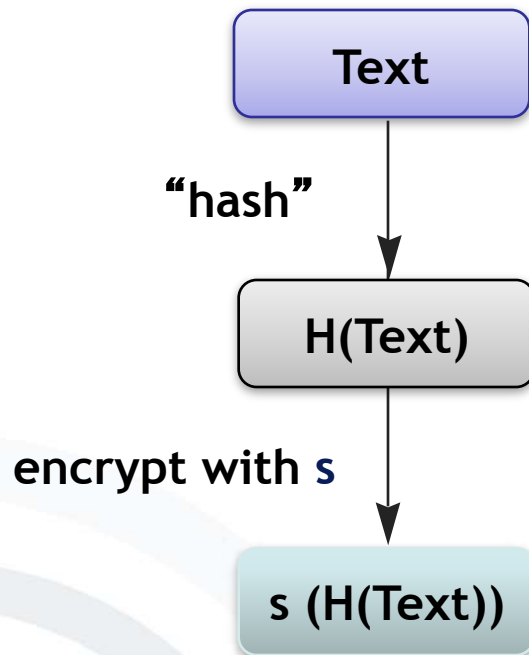 Text
“hash”
H(Text)
encrypt with s
s (H(Text))